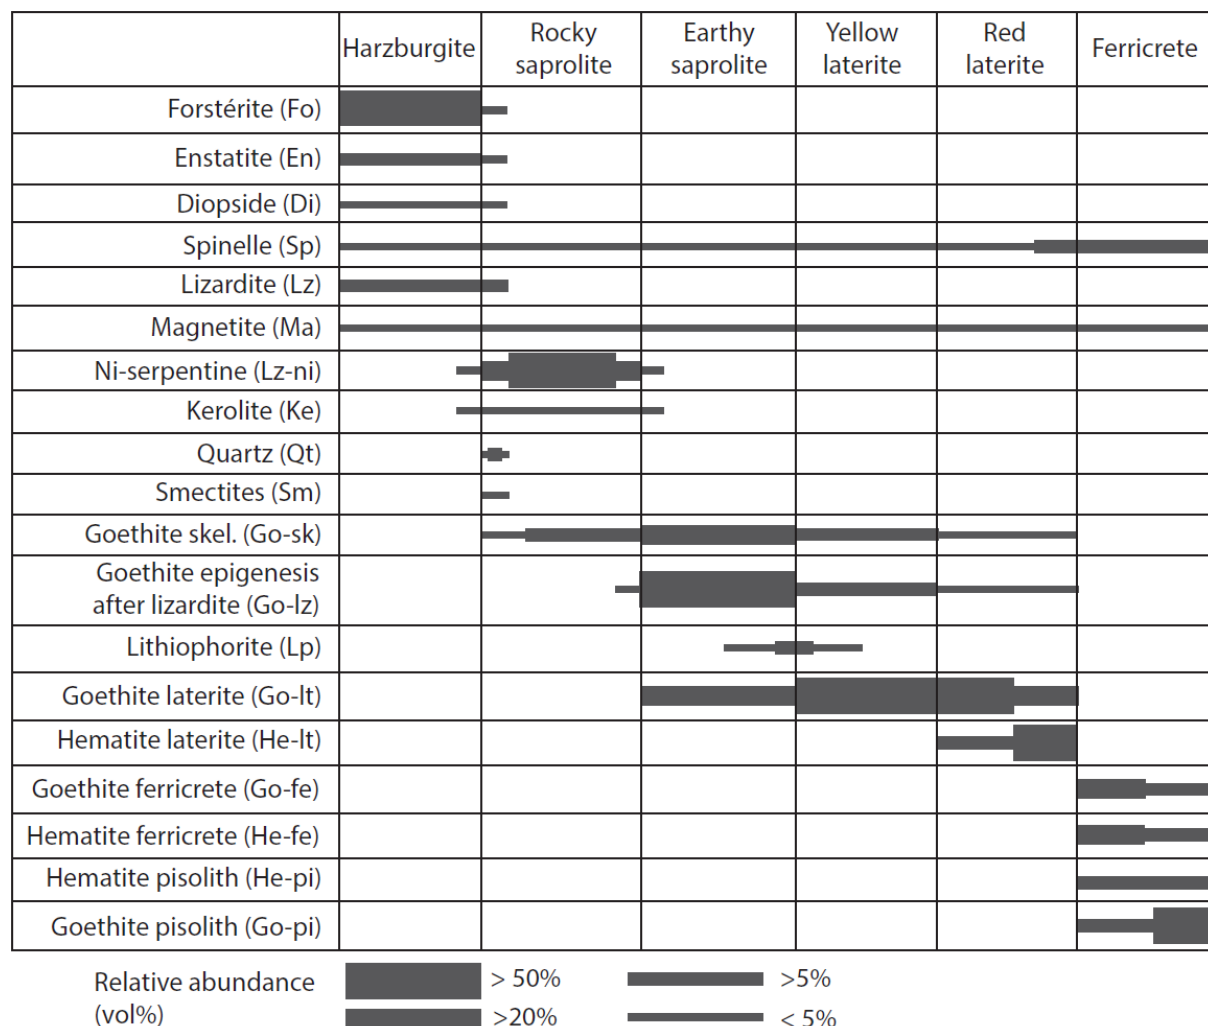 Harzburgite
Rocky
saprolite
Earthy
saprolite
Yellow
laterite
Red
laterite
Ferricrete
Forstérite (Fo)
Enstatite (En)
Diopside (Di)
Spinelle (Sp)
Lizardite (Lz)
Magnetite (Ma)
Ni-serpentine (Lz-ni)
Kerolite (Ke)
Quartz (Qt)
Smectites (Sm)
Goethite skel. (Go-sk)
Goethite epigenesis
after lizardite (Go-lz)
Lithiophorite (Lp)
Goethite laterite (Go-lt)
Hematite laterite (He-lt)
Goethite ferricrete (Go-fe)
Hematite ferricrete (He-fe)
Hematite pisolith (He-pi)
Goethite pisolith (Go-pi)
Relative abundance
(vol%)
> 50%
>5%
>20%
< 5%